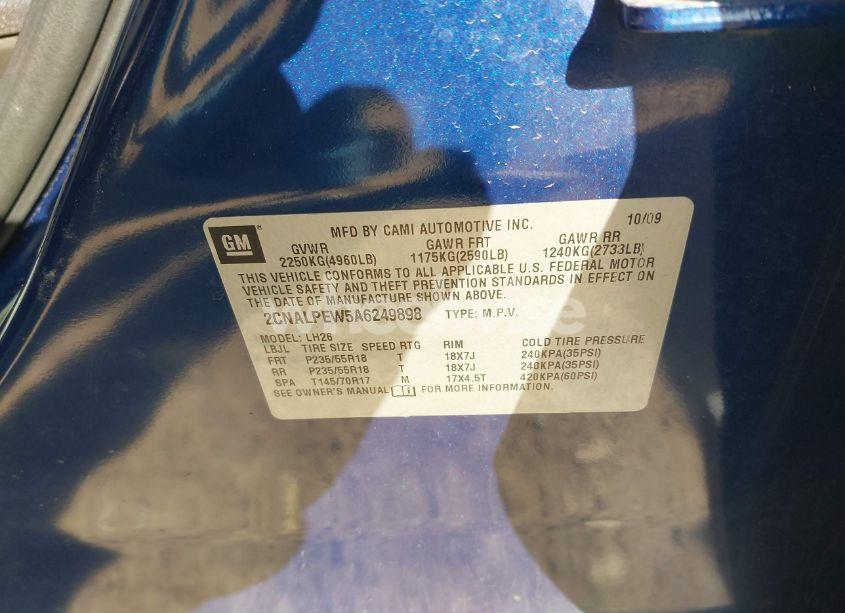 GM
MFD BY CAMI AUTOMOTIVE INC. 10/09
GVWR GAWR FRT GAWR RR
2250KG(4960LB) 1175KG(2590LB) 1240KG(2733LB)
THIS VEHICLE CONFORMS TO ALL APPLICABLE U.S. FEDERAL MOTOR
VEHICLE SAFETY AND THEFT PREVENTION STANDARDS IN EFFECT ON
THE DATE OF MANUFACTURE SHOWN ABOVE.
2CNALPEW5A6249898 TYPE: M.P.V.
MODEL: LH26
LBJL TIRE SIZE SPEED RTG RIM COLD TIRE PRESSURE
FRT P235/55R18 T 18X7J 240KPA(35PSI)
RR P235/55R18 T 18X7J 240KPA(35PSI)
SPA T145/70R17 M 17X4.5T 420KPA(60PSI)
SEE OWNER'S MANUAL FOR MORE INFORMATION.